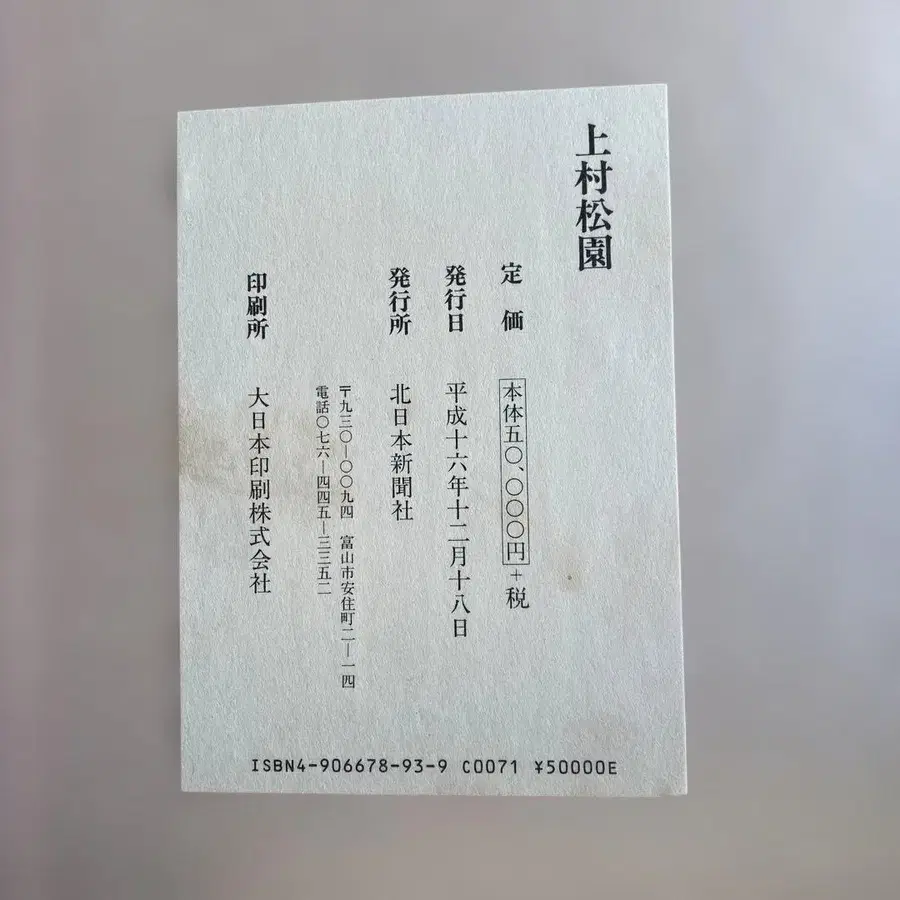 上村松園
定価 本体五〇、〇〇〇円+税
発行日 平成十六年十二月十八日
発行所 北日本新聞社
〒九三〇―〇〇九四 富山市安住町二―一四
電話〇七六―四四五―三三五二
印刷所 大日本印刷株式会社
ISBN4-906678-93-9 C0071 ¥50000E